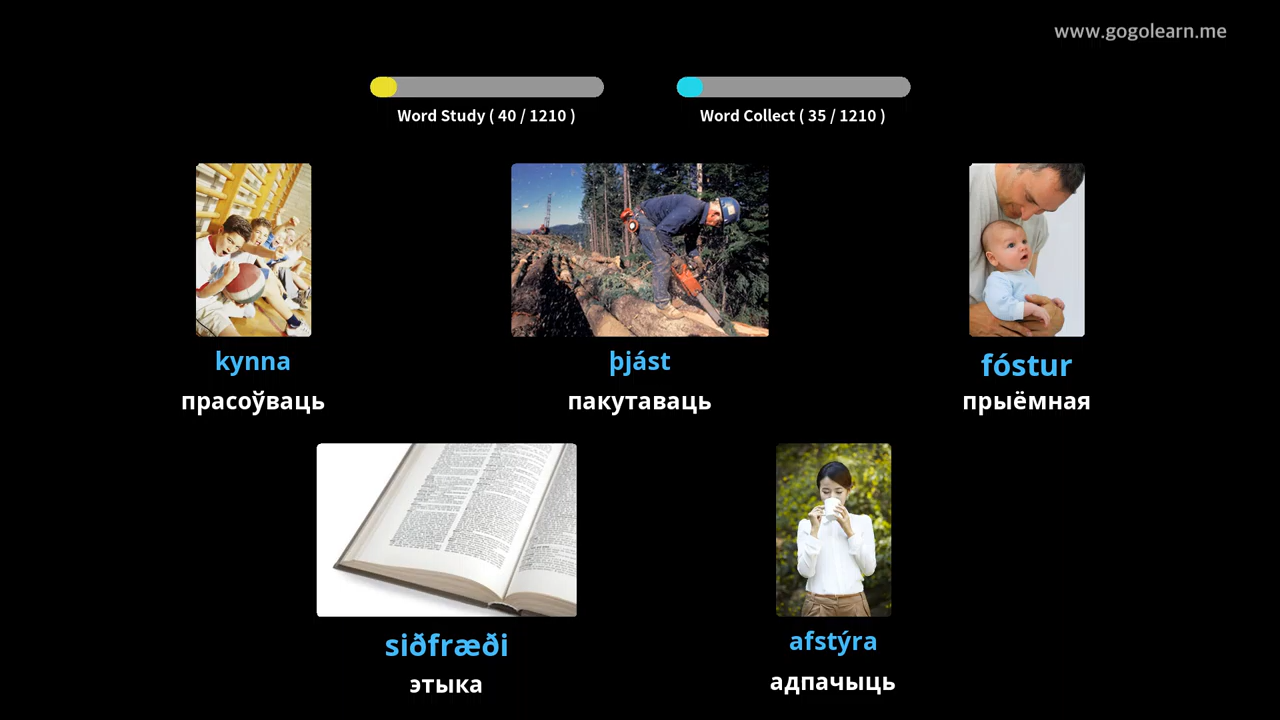 www.gogolearn.me
Word Study ( 40 / 1210 )
Word Collect ( 35 / 1210 )
kynna
þjást
fóstur
прасоўваць
пакутаваць
прыёмная
siðfræði
afstýra
этыка
адпачыць